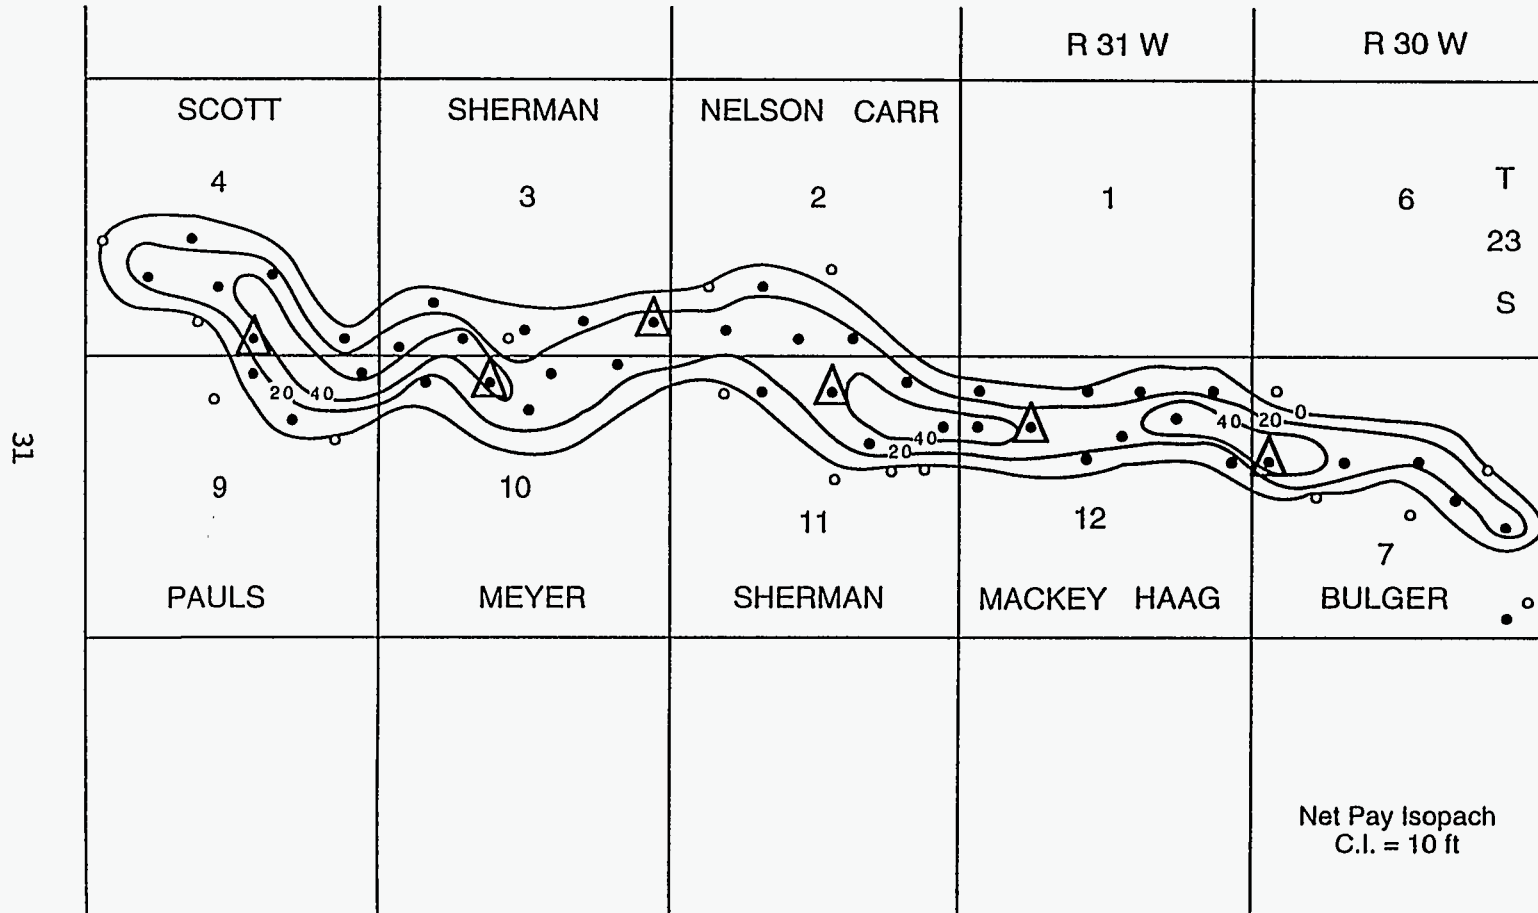 R 31 W R 30 W
SCOTT SHERMAN NELSON CARR
4 3 2 1 6 T
23
S
20 40
40
20
40 20 0
31
9 10 11 12 7
PAULS MEYER SHERMAN MACKEY HAAG BULGER
Net Pay Isopach
C.I. = 10 ft